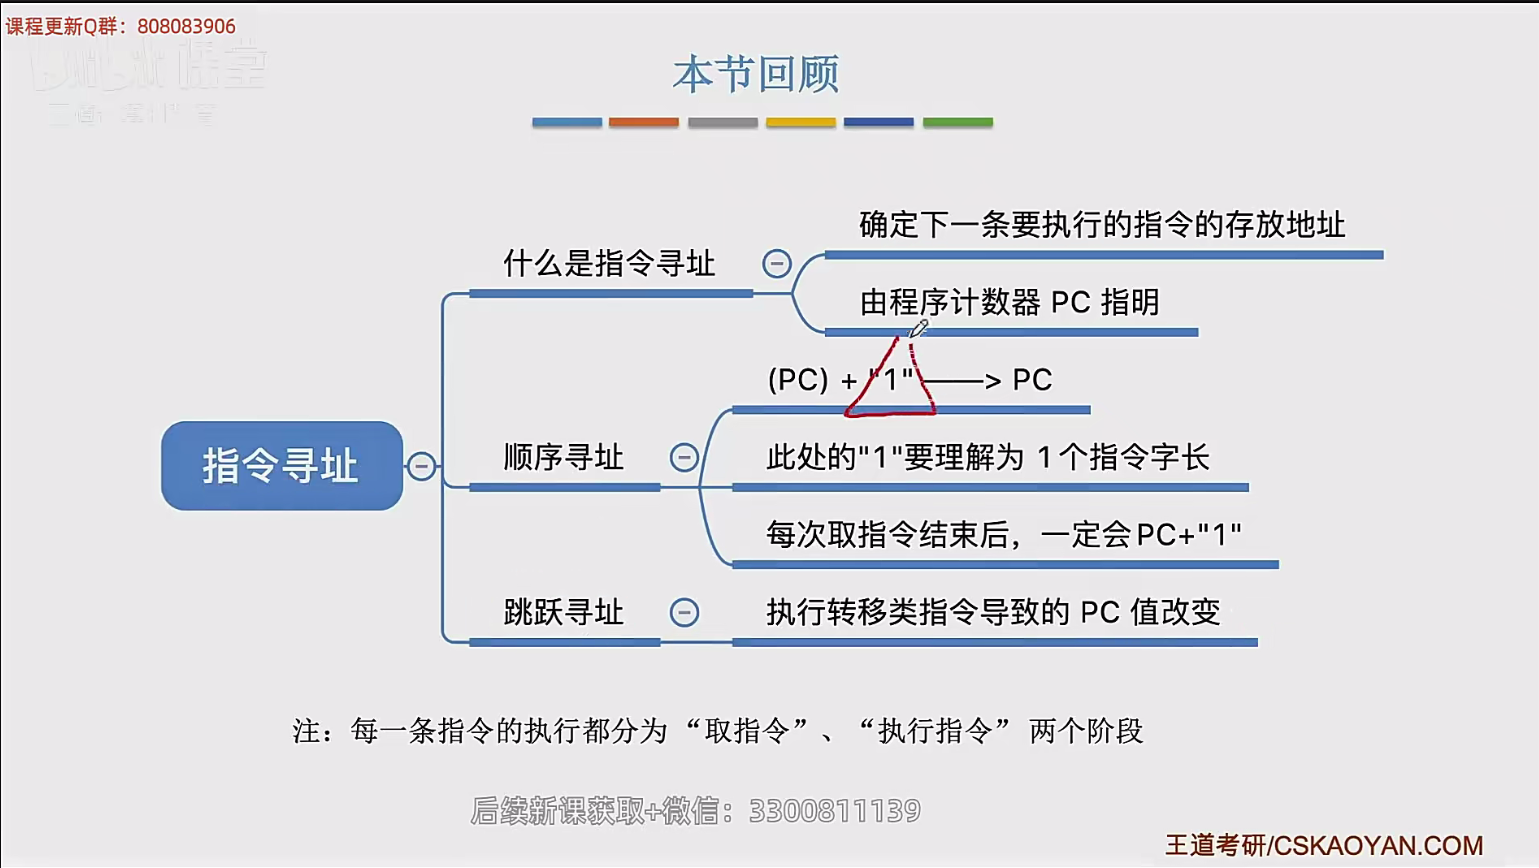 课程更新Q群：808083906
本节回顾
确定下一条要执行的指令的存放地址
什么是指令寻址
由程序计数器 PC 指明
(PC) + "1" ——> PC
指令寻址
顺序寻址
此处的"1"要理解为 1个指令字长
每次取指令结束后，一定会PC+"1"
跳跃寻址
执行转移类指令导致的 PC 值改变
注：每一条指令的执行都分为“取指令”、“执行指令” 两个阶段
后续新课获取+微信：3300811139
王道考研/CSKAOYAN.COM